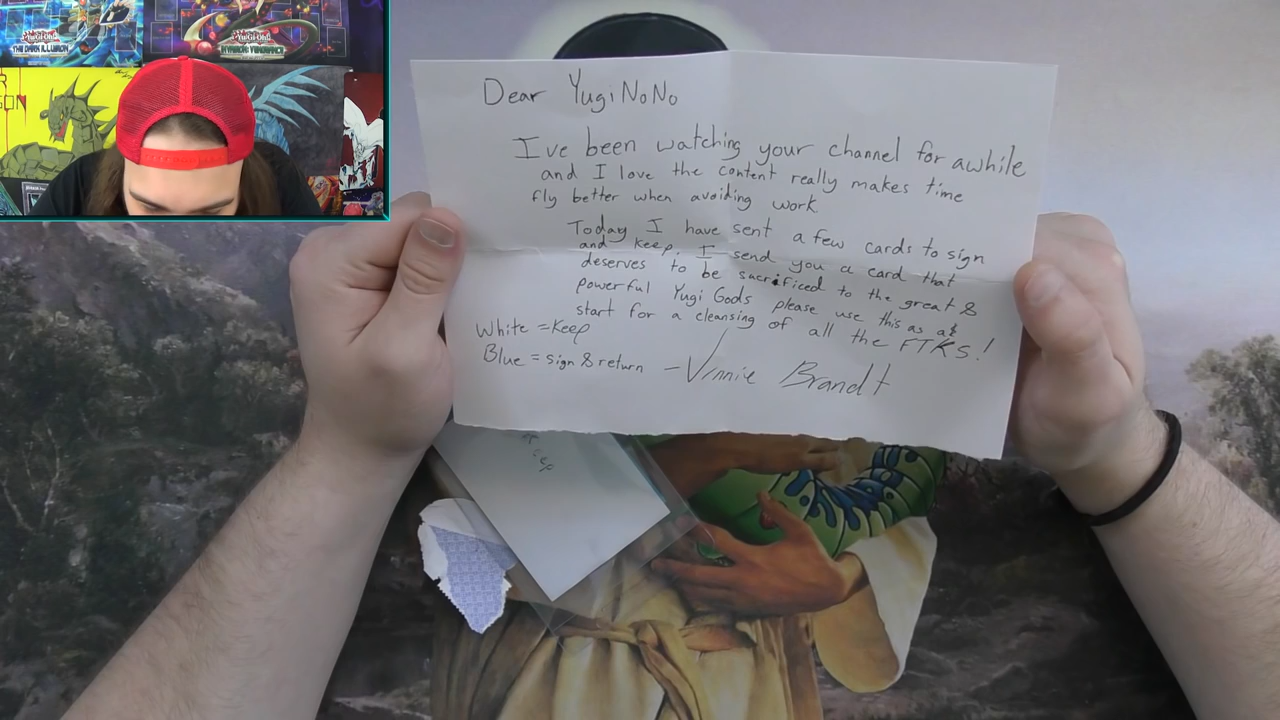 Yu-Gi-Oh!
THE DARK ILLUSION
Yu-Gi-Oh!
INVASION: VENGEANCE
Dear YugiNoNo
I've been watching your channel for awhile
and I love the content really makes time
fly better when avoiding work
Today I have sent a few cards to sign
and keep. I send you a card that
deserves to be sacrificed to the great &
powerful Yugi Gods please use this as a
start for a cleansing of all the FTKs!
White = Keep
Blue = sign & return
- Vinnie Brandt